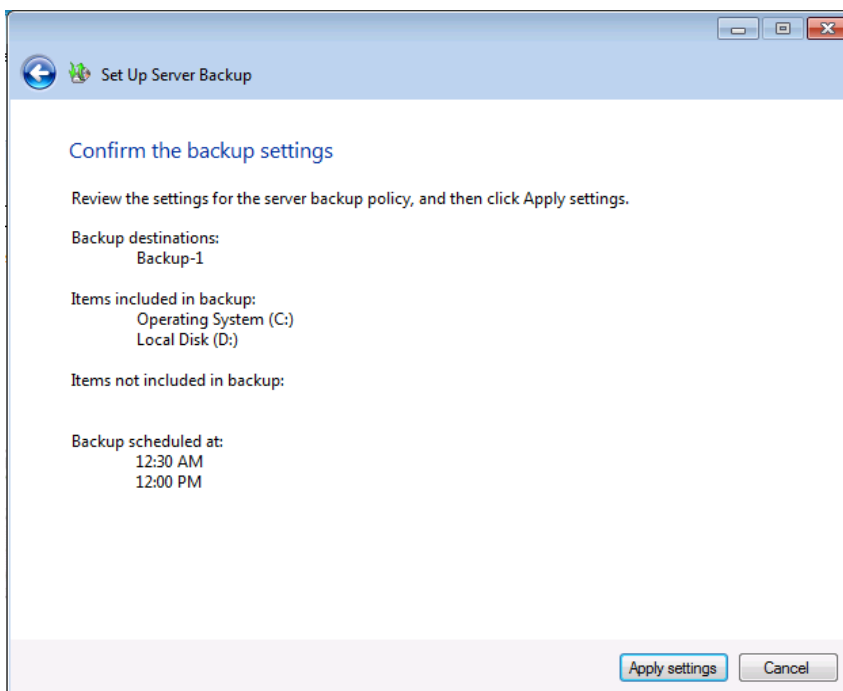 Set Up Server Backup
Confirm the backup settings
Review the settings for the server backup policy, and then click Apply settings.
Backup destinations:
Backup-1
Items included in backup:
Operating System (C:)
Local Disk (D:)
Items not included in backup:
Backup scheduled at:
12:30 AM
12:00 PM
Apply settings
Cancel